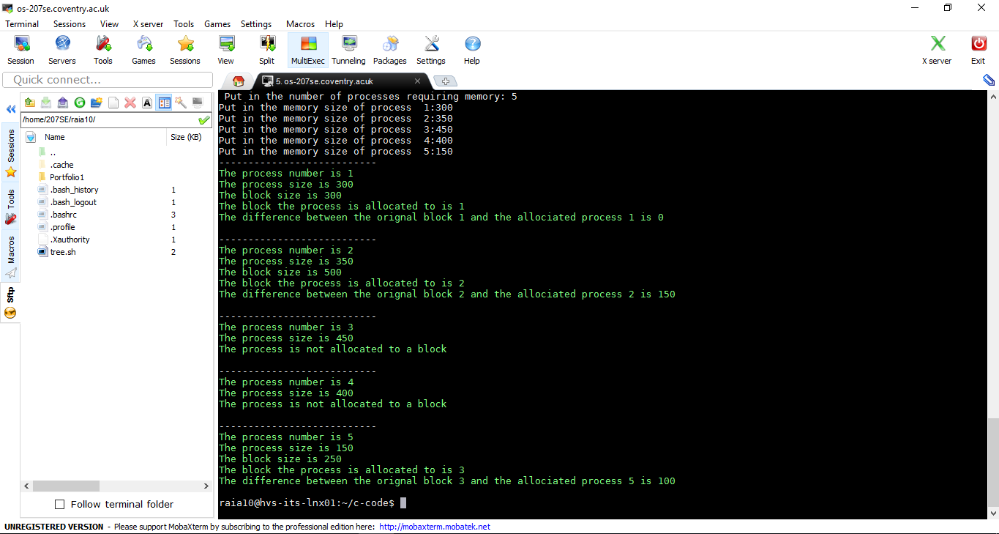 os-207se.coventry.ac.uk
Terminal Sessions View X server Tools Games Settings Macros Help
Session Servers Tools Games Sessions View Split MultiExec Tunneling Packages Settings Help X server Exit
Quick connect...
5. os-207se.coventry.ac.uk
/home/207SE/raia10/
Name Size (KB)
..
.cache
Portfolio1
.bash_history 1
.bash_logout 1
.bashrc 3
.profile 1
.Xauthority 1
tree.sh 2
Sessions
Tools
Macros
Sftp
Follow terminal folder
Put in the number of processes requiring memory: 5
Put in the memory size of process  1:300
Put in the memory size of process  2:350
Put in the memory size of process  3:450
Put in the memory size of process  4:400
Put in the memory size of process  5:150
---------------------------
The process number is 1
The process size is 300
The block size is 300
The block the process is allocated to is 1
The difference between the orignal block 1 and the allociated process 1 is 0
---------------------------
The process number is 2
The process size is 350
The block size is 500
The block the process is allocated to is 2
The difference between the orignal block 2 and the allociated process 2 is 150
---------------------------
The process number is 3
The process size is 450
The process is not allocated to a block
---------------------------
The process number is 4
The process size is 400
The process is not allocated to a block
---------------------------
The process number is 5
The process size is 150
The block size is 250
The block the process is allocated to is 3
The difference between the orignal block 3 and the allociated process 5 is 100
raia10@hvs-its-lnx01:~/c-code$
UNREGISTERED VERSION - Please support MobaXterm by subscribing to the professional edition here: http://mobaxterm.mobatek.net